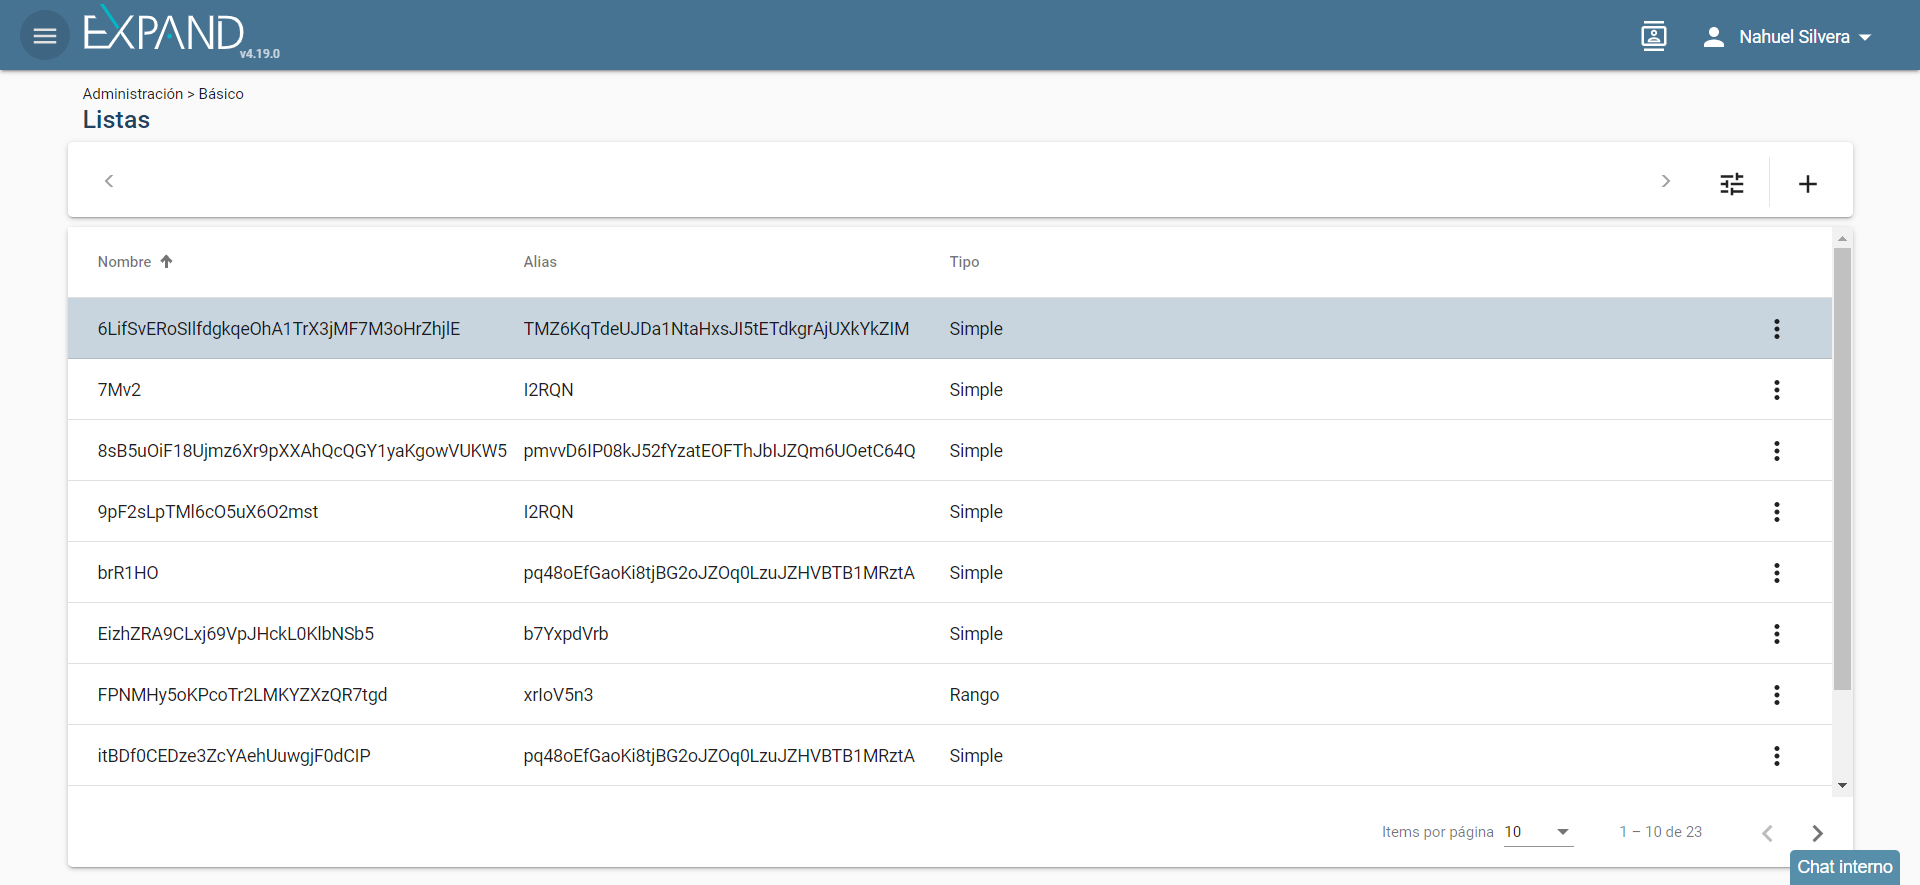 EXPAND v4.19.0
Nahuel Silvera
Administración > Básico
Listas
Nombre Alias Tipo
6LifSvERoSIlfdgkqeOhA1TrX3jMF7M3oHrZhjlE TMZ6KqTdeUJDa1NtaHxsJI5tETdkgrAjUXkYkZIM Simple
7Mv2 I2RQN Simple
8sB5uOiF18Ujmz6Xr9pXXAhQcQGY1yaKgowVUKW5 pmvvD6IP08kJ52fYzatEOFThJbIJZQm6UOetC64Q Simple
9pF2sLpTMl6cO5uX6O2mst I2RQN Simple
brR1HO pq48oEfGaoKi8tjBG2oJZOq0LzuJZHVBTB1MRztA Simple
EizhZRA9CLxj69VpJHckL0KlbNSb5 b7YxpdVrb Simple
FPNMHy5oKPcoTr2LMKYZXzQR7tgd xrIoV5n3 Rango
itBDf0CEDze3ZcYAehUuwgjF0dCIP pq48oEfGaoKi8tjBG2oJZOq0LzuJZHVBTB1MRztA Simple
Items por página 10 1 – 10 de 23
Chat interno